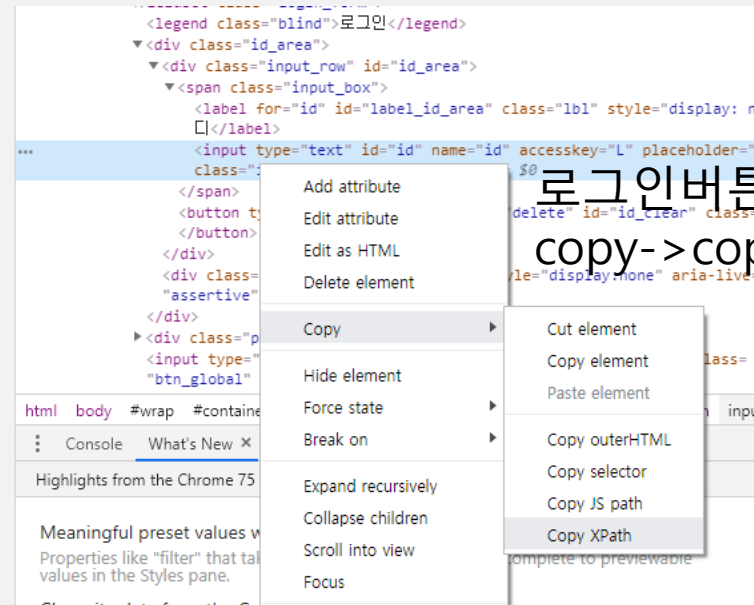 <legend class="blind">로그인</legend>
▼<div class="id_area">
▼<div class="input_row" id="id_area">
▼<span class="input_box">
<label for="id" id="label_id_area" class="lbl" style="display:
디</label>
<input type="text" id="id" name="id" accesskey="L" placeholder="
class=" $0
</span>
<button delete" id="id_clear" class=
</button>
</div>
<div class= display:none" aria-live=
"assertive"
</div>
▶<div class="p
<input type=" lass=
"btn_global"
로그인버튼
copy->cop
Add attribute
Edit attribute
Edit as HTML
Delete element
Copy
Hide element
Force state
Break on
Expand recursively
Collapse children
Scroll into view
Focus
Cut element
Copy element
Paste element
Copy outerHTML
Copy selector
Copy JS path
Copy XPath
html body #wrap #containe inpu
Console What's New ×
Highlights from the Chrome 75
Meaningful preset values
Properties like "filter" that tak omplete to previewable
values in the Styles pane.